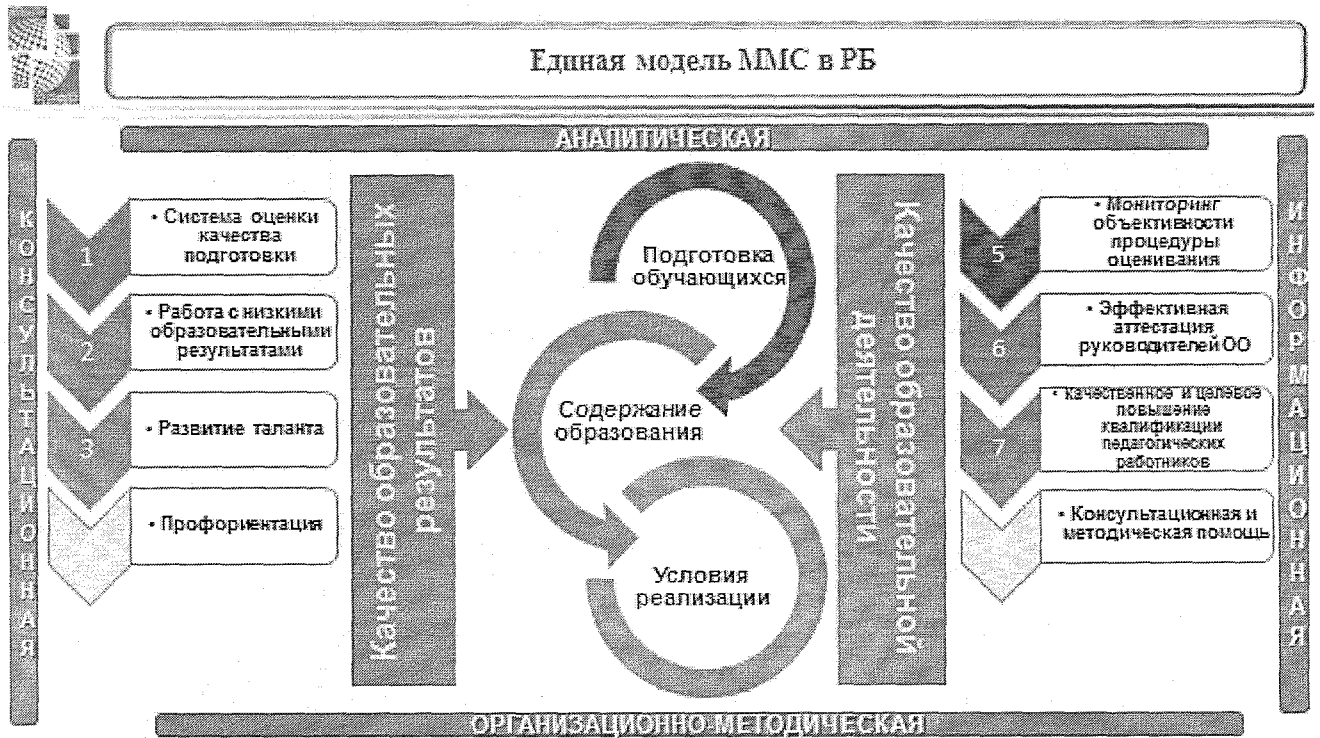 Единая модель ММС в РБ
АНАЛИТИЧЕСКАЯ
КОНСУЛЬТАЦИОННАЯ
1
• Система оценки
качества
подготовки
2
• Работа с низкими
образовательными
результатами
3
• Развитие таланта
• Профориентация
Качество образовательных
результатов
Подготовка
обучающихся
Содержание
образования
Условия
реализации
Качество образовательной
деятельности
5
• Мониторинг
объективности
процедуры
оценивания
6
• Эффективная
аттестация
руководителей ОО
7
• качественное и целевое
повышение
квалификации
педагогических
работников
• Консультационная и
методическая помощь
ИНФОРМАЦИОННАЯ
ОРГАНИЗАЦИОННО-МЕТОДИЧЕСКАЯ